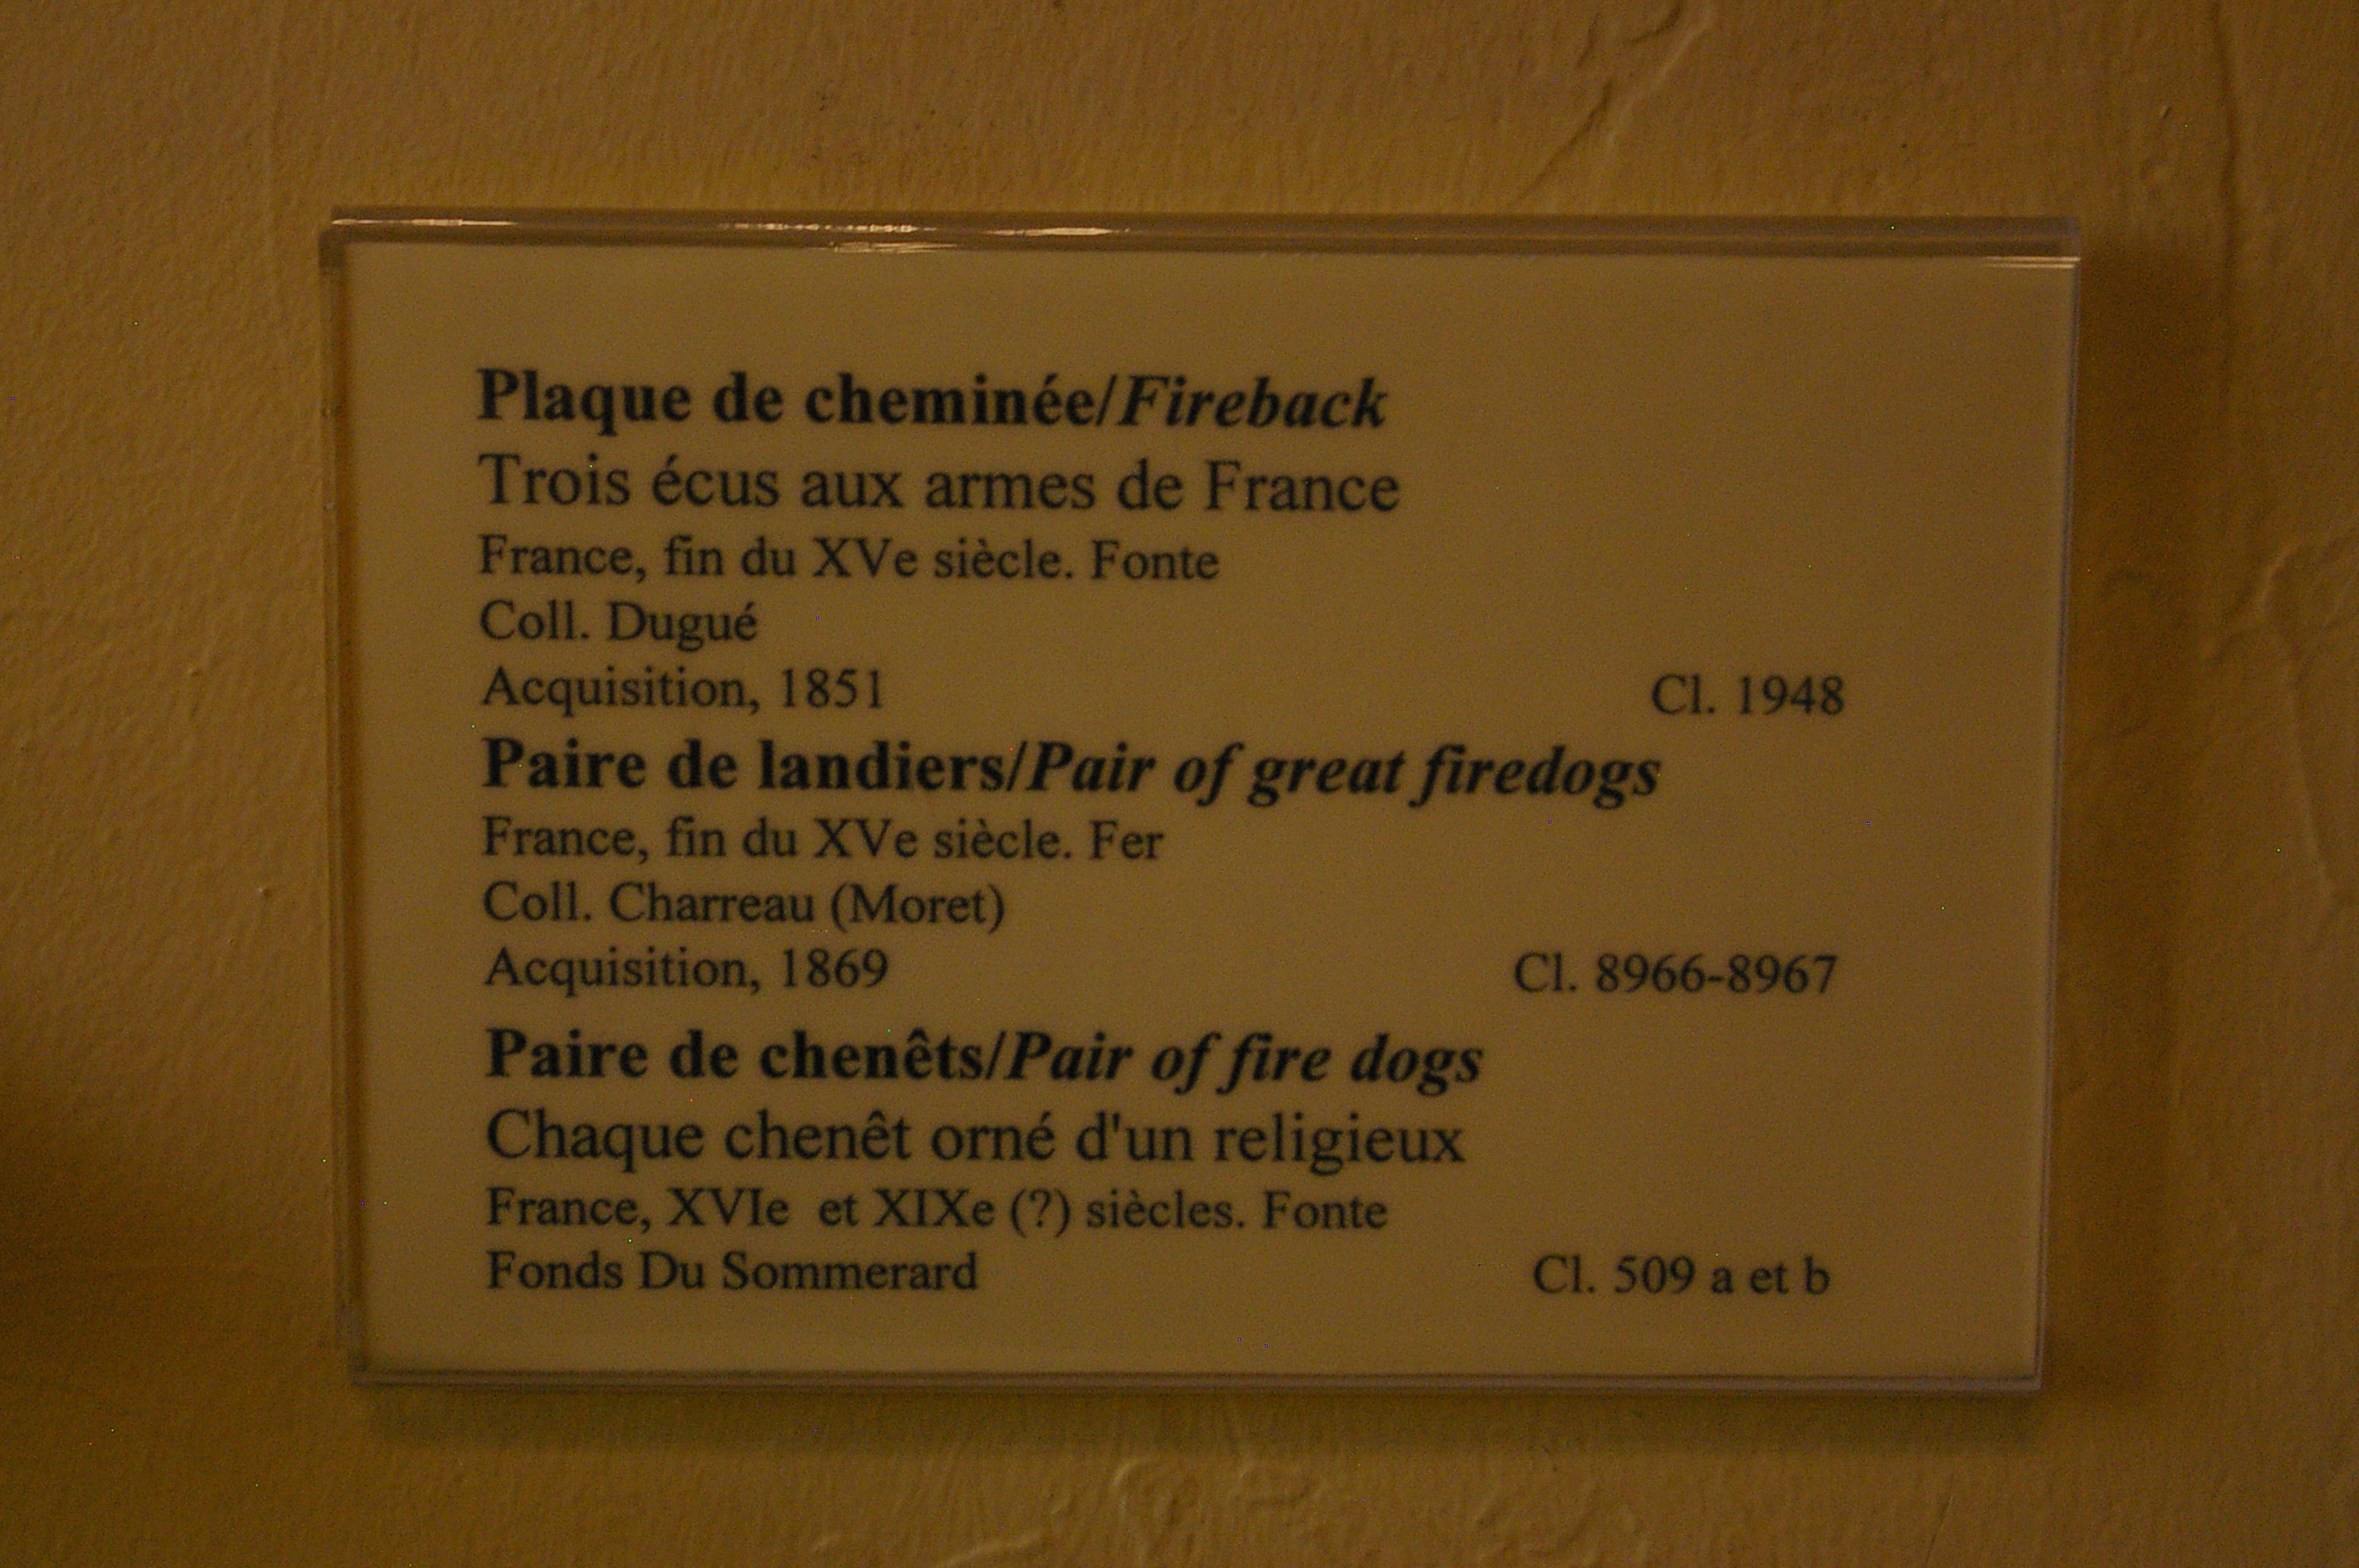 Plaque de cheminée/Fireback
Trois écus aux armes de France
France, fin du XVe siècle. Fonte
Coll. Dugué
Acquisition, 1851 Cl. 1948
Paire de landiers/Pair of great firedogs
France, fin du XVe siècle. Fer
Coll. Charreau (Moret)
Acquisition, 1869 Cl. 8966-8967
Paire de chenêts/Pair of fire dogs
Chaque chenêt orné d'un religieux
France, XVIe et XIXe (?) siècles. Fonte
Fonds Du Sommerard Cl. 509 a et b